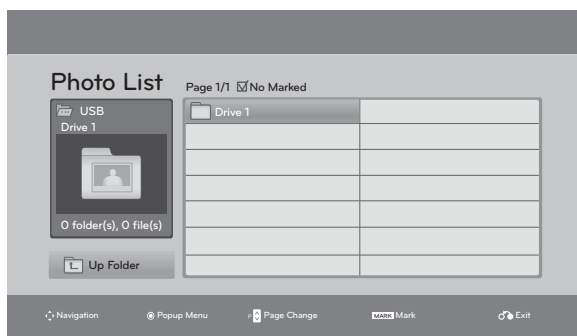 Photo List
Page 1/1 No Marked
USB
Drive 1
Drive 1
0 folder(s), 0 file(s)
Up Folder
Navigation Popup Menu P Page Change MARK Mark Exit